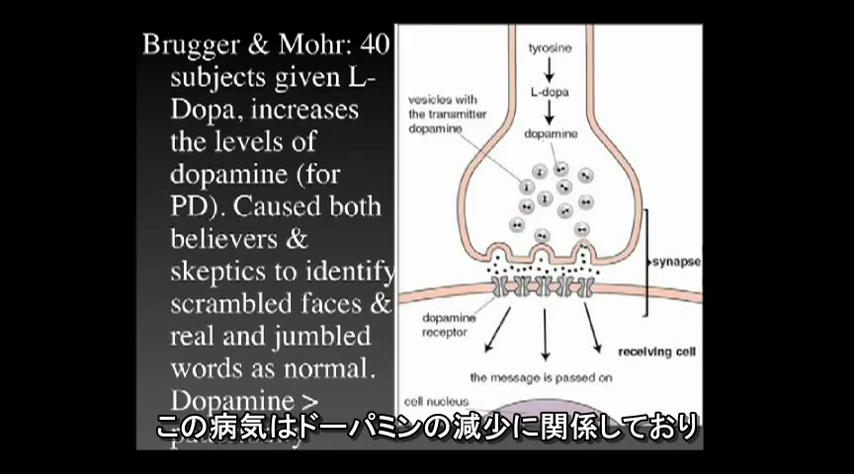 Brugger & Mohr: 40
subjects given L-
Dopa, increases
the levels of
dopamine (for
PD). Caused both
believers &
skeptics to identify
scrambled faces &
real and jumbled
words as normal.
Dopamine >
tyrosine
L-dopa
dopamine
vesicles with
the transmitter
dopamine
synapse
dopamine
receptor
receiving cell
the message is passed on
cell nucleus
この病気はドーパミンの減少に関係しており